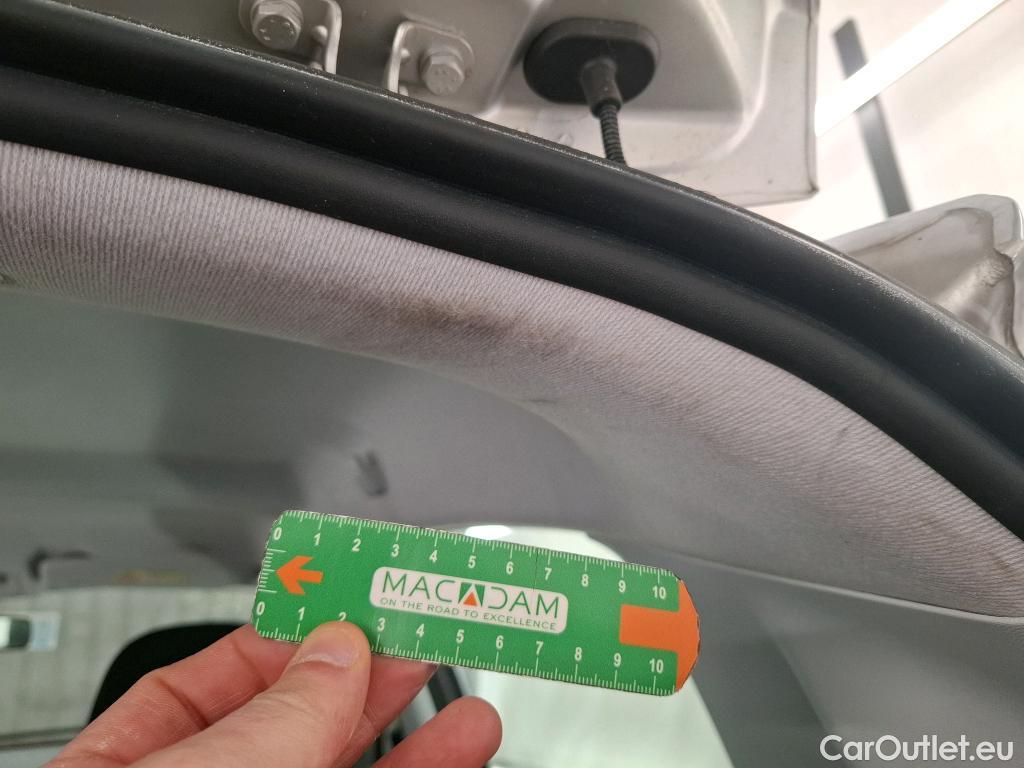 0 1 2 3 4 5 6 7 8 9 10
MACADAM
ON THE ROAD TO EXCELLENCE
0 1 2 3 4 5 6 7 8 9 10
CarOutlet.eu